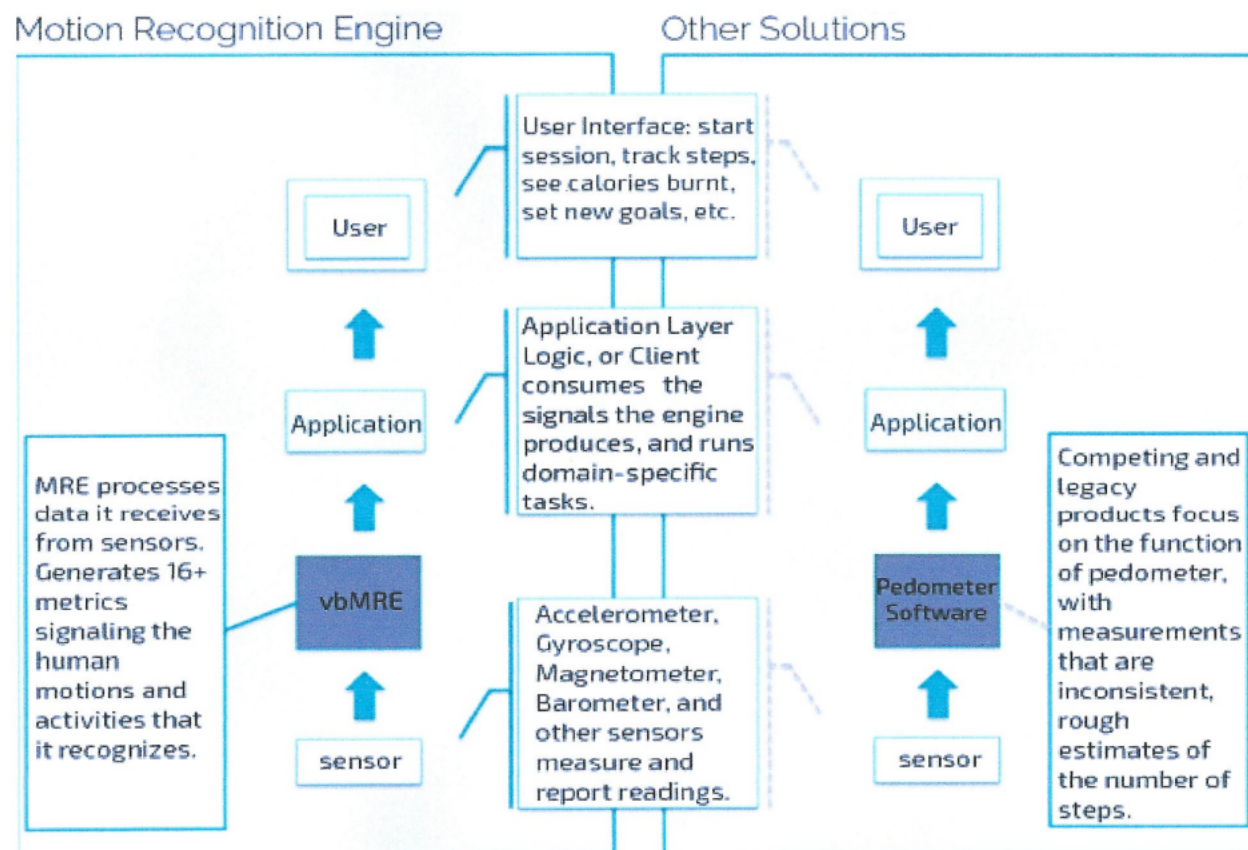 Motion Recognition Engine
Other Solutions
User Interface: start
session, track steps,
see calories burnt,
set new goals, etc.
User
User
Application Layer
Logic, or Client
consumes the
signals the engine
produces, and runs
domain-specific
tasks.
Application
Application
MRE processes
data it receives
from sensors.
Generates 16+
metrics
signaling the
human
motions and
activities that
it recognizes.
vbMRE
Pedometer
Software
Competing and
legacy
products focus
on the function
of pedometer,
with
measurements
that are
inconsistent,
rough
estimates of
the number of
steps.
Accelerometer,
Gyroscope,
Magnetometer,
Barometer, and
other sensors
measure and
report readings.
sensor
sensor